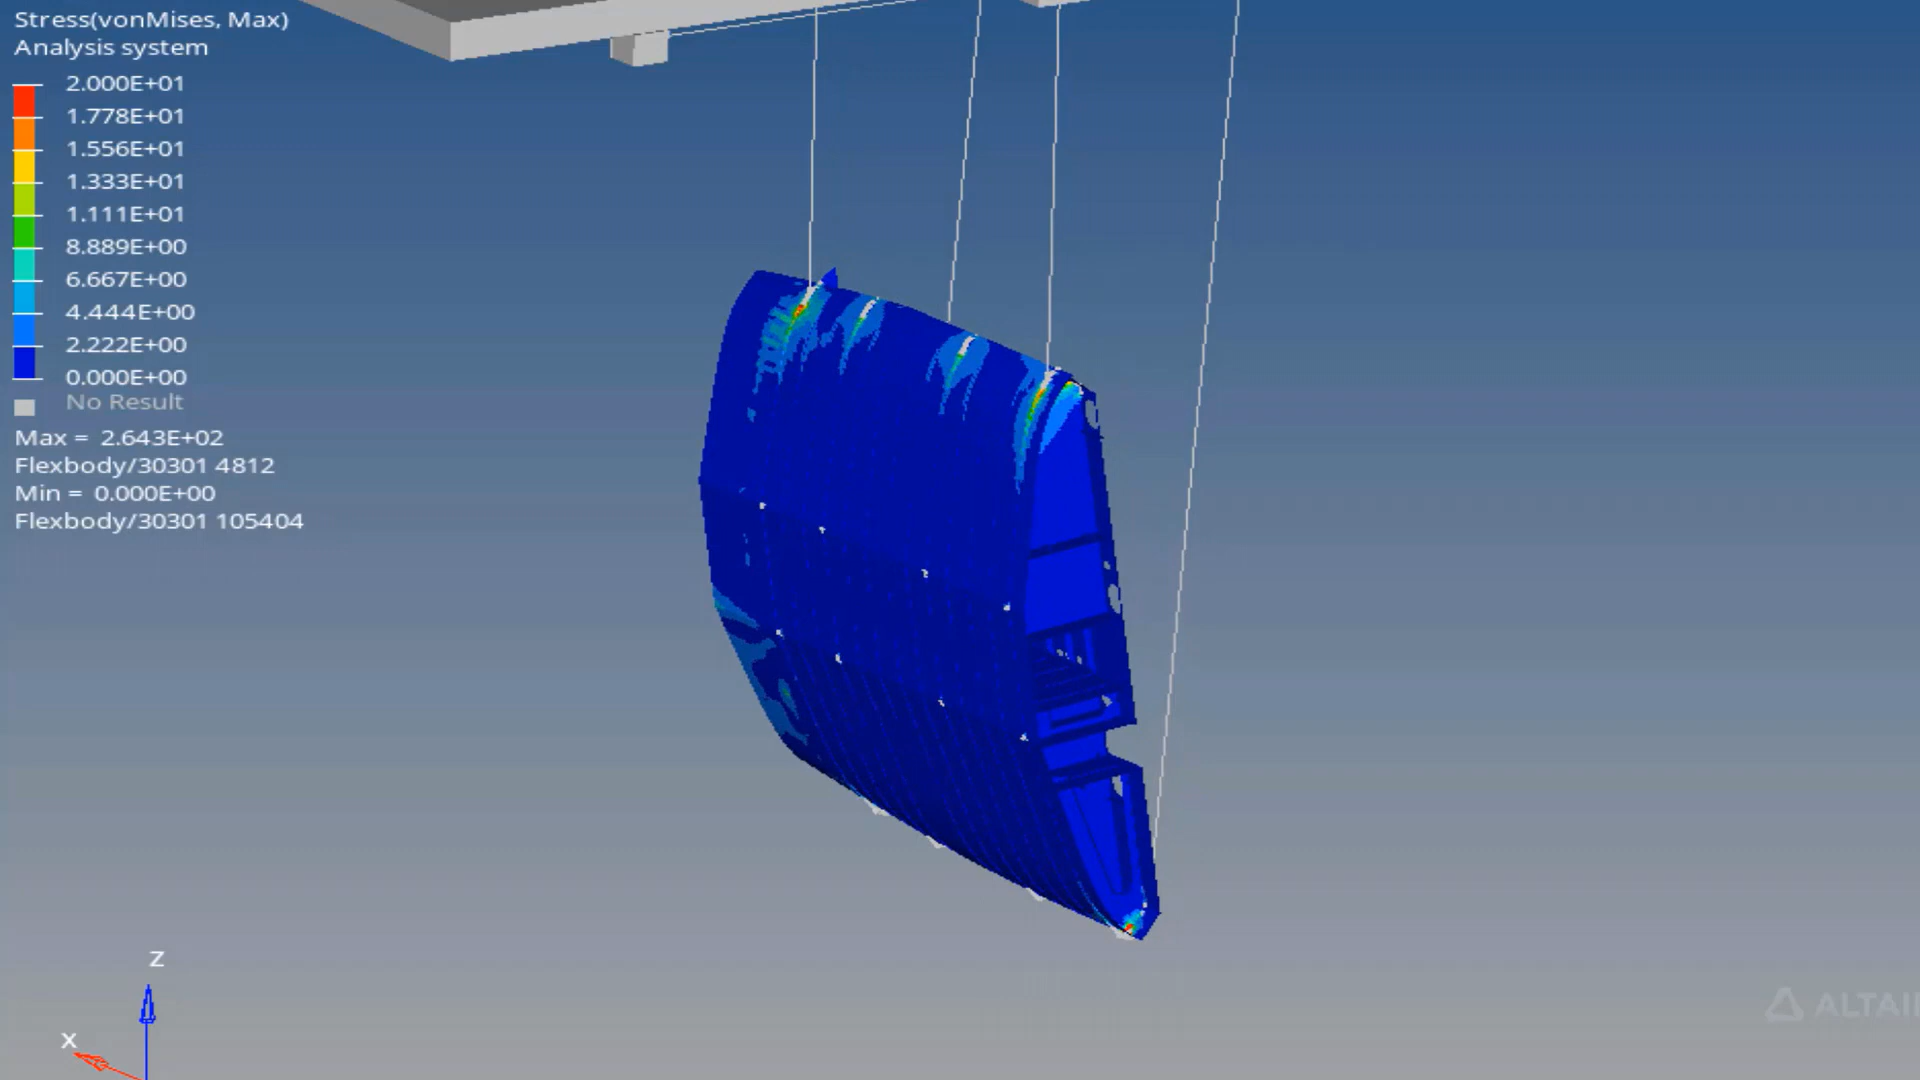 Stress(vonMises, Max)
Analysis system
2.000E+01
1.778E+01
1.556E+01
1.333E+01
1.111E+01
8.889E+00
6.667E+00
4.444E+00
2.222E+00
0.000E+00
No Result
Max = 2.643E+02
Flexbody/30301 4812
Min = 0.000E+00
Flexbody/30301 105404
Z
X
ALTAI